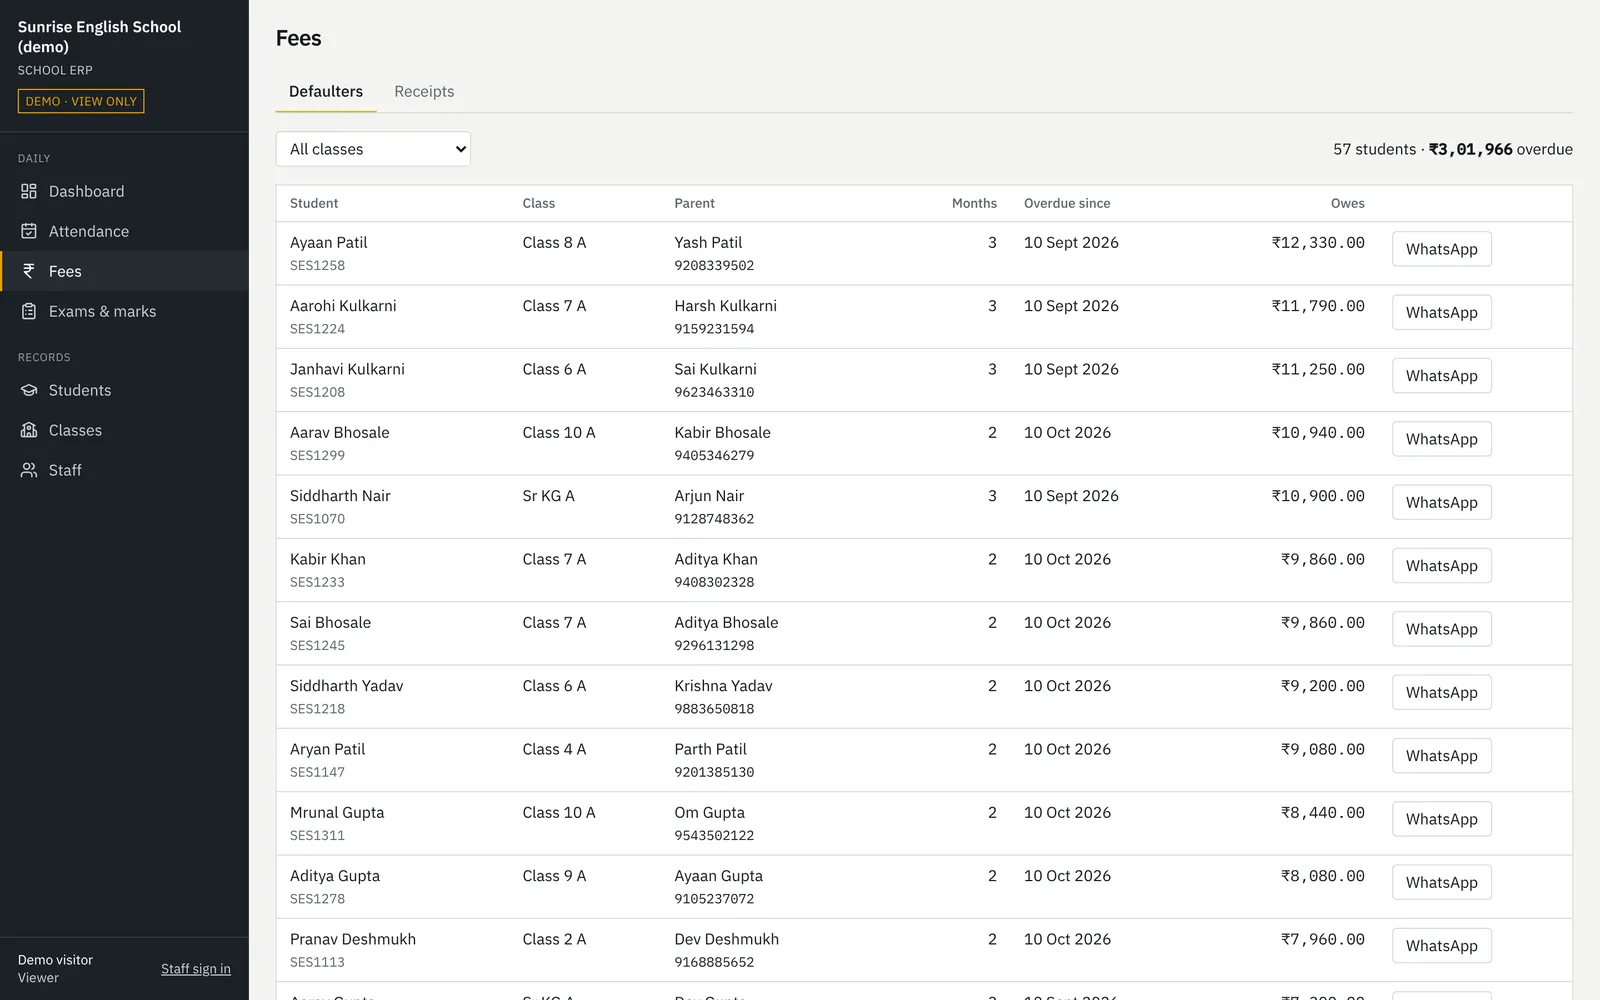 Sunrise English School
(demo)
SCHOOL ERP
DEMO · VIEW ONLY
DAILY
Dashboard
Attendance
Fees
Exams & marks
RECORDS
Students
Classes
Staff
Demo visitor
Viewer
Staff sign in
Fees
Defaulters Receipts
All classes
57 students · ₹3,01,966 overdue
Student Class Parent Months Overdue since Owes
Ayaan Patil Class 8 A Yash Patil 3 10 Sept 2026 ₹12,330.00 WhatsApp
SES1258 9208339502
Aarohi Kulkarni Class 7 A Harsh Kulkarni 3 10 Sept 2026 ₹11,790.00 WhatsApp
SES1224 9159231594
Janhavi Kulkarni Class 6 A Sai Kulkarni 3 10 Sept 2026 ₹11,250.00 WhatsApp
SES1208 9623463310
Aarav Bhosale Class 10 A Kabir Bhosale 2 10 Oct 2026 ₹10,940.00 WhatsApp
SES1299 9405346279
Siddharth Nair Sr KG A Arjun Nair 3 10 Sept 2026 ₹10,900.00 WhatsApp
SES1070 9128748362
Kabir Khan Class 7 A Aditya Khan 2 10 Oct 2026 ₹9,860.00 WhatsApp
SES1233 9408302328
Sai Bhosale Class 7 A Aditya Bhosale 2 10 Oct 2026 ₹9,860.00 WhatsApp
SES1245 9296131298
Siddharth Yadav Class 6 A Krishna Yadav 2 10 Oct 2026 ₹9,200.00 WhatsApp
SES1218 9883650818
Aryan Patil Class 4 A Parth Patil 2 10 Oct 2026 ₹9,080.00 WhatsApp
SES1147 9201385130
Mrunal Gupta Class 10 A Om Gupta 2 10 Oct 2026 ₹8,440.00 WhatsApp
SES1311 9543502122
Aditya Gupta Class 9 A Ayaan Gupta 2 10 Oct 2026 ₹8,080.00 WhatsApp
SES1278 9105237072
Pranav Deshmukh Class 2 A Dev Deshmukh 2 10 Oct 2026 ₹7,960.00 WhatsApp
SES1113 9168885652